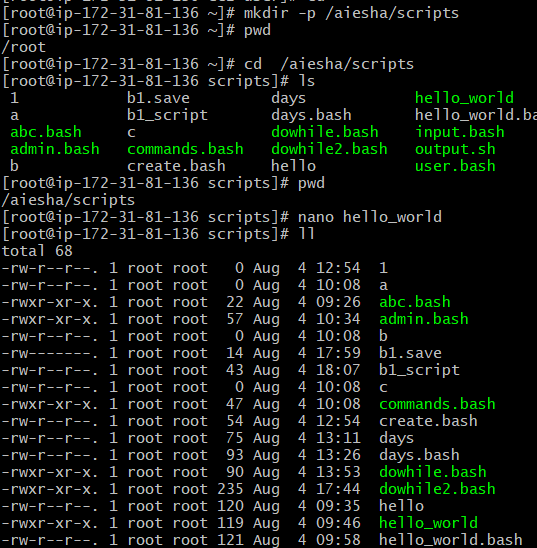 [root@ip-172-31-81-136 ~]# mkdir -p /aiesha/scripts
[root@ip-172-31-81-136 ~]# pwd
/root
[root@ip-172-31-81-136 ~]# cd  /aiesha/scripts
[root@ip-172-31-81-136 scripts]# ls
1 b1.save days hello_world
a b1_script days.bash hello_world.ba
abc.bash c dowhile.bash input.bash
admin.bash commands.bash dowhile2.bash output.sh
b create.bash hello user.bash
[root@ip-172-31-81-136 scripts]# pwd
/aiesha/scripts
[root@ip-172-31-81-136 scripts]# nano hello_world
[root@ip-172-31-81-136 scripts]# ll
total 68
-rw-r--r--. 1 root root   0 Aug  4 12:54  1
-rw-r--r--. 1 root root   0 Aug  4 10:08  a
-rwxr-xr-x. 1 root root  22 Aug  4 09:26  abc.bash
-rwxr-xr-x. 1 root root  57 Aug  4 10:34  admin.bash
-rw-r--r--. 1 root root   0 Aug  4 10:08  b
-rw-------. 1 root root  14 Aug  4 17:59  b1.save
-rw-r--r--. 1 root root  43 Aug  4 18:07  b1_script
-rw-r--r--. 1 root root   0 Aug  4 10:08  c
-rwxr-xr-x. 1 root root  47 Aug  4 10:08  commands.bash
-rw-r--r--. 1 root root  54 Aug  4 12:54  create.bash
-rw-r--r--. 1 root root  75 Aug  4 13:11  days
-rw-r--r--. 1 root root  93 Aug  4 13:26  days.bash
-rwxr-xr-x. 1 root root  90 Aug  4 13:53  dowhile.bash
-rwxr-xr-x. 1 root root 235 Aug  4 17:44  dowhile2.bash
-rw-r--r--. 1 root root 120 Aug  4 09:35  hello
-rwxr-xr-x. 1 root root 119 Aug  4 09:46  hello_world
-rw-r--r--. 1 root root 121 Aug  4 09:58  hello_world.bash